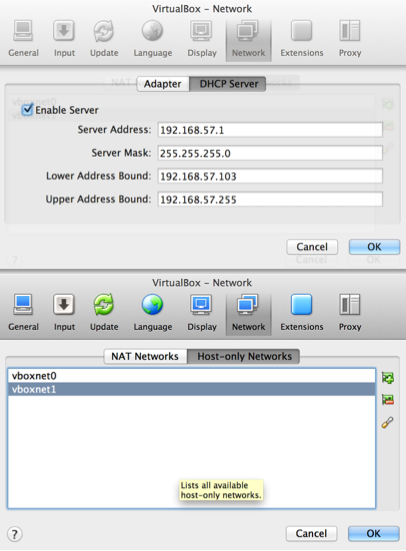 VirtualBox – Network
General Input Update Language Display Network Extensions Proxy
Adapter DHCP Server
Enable Server
Server Address: 192.168.57.1
Server Mask: 255.255.255.0
Lower Address Bound: 192.168.57.103
Upper Address Bound: 192.168.57.255
Cancel OK
? Cancel OK
VirtualBox – Network
General Input Update Language Display Network Extensions Proxy
NAT Networks Host-only Networks
vboxnet0
vboxnet1
Lists all available
host-only networks.
? Cancel OK